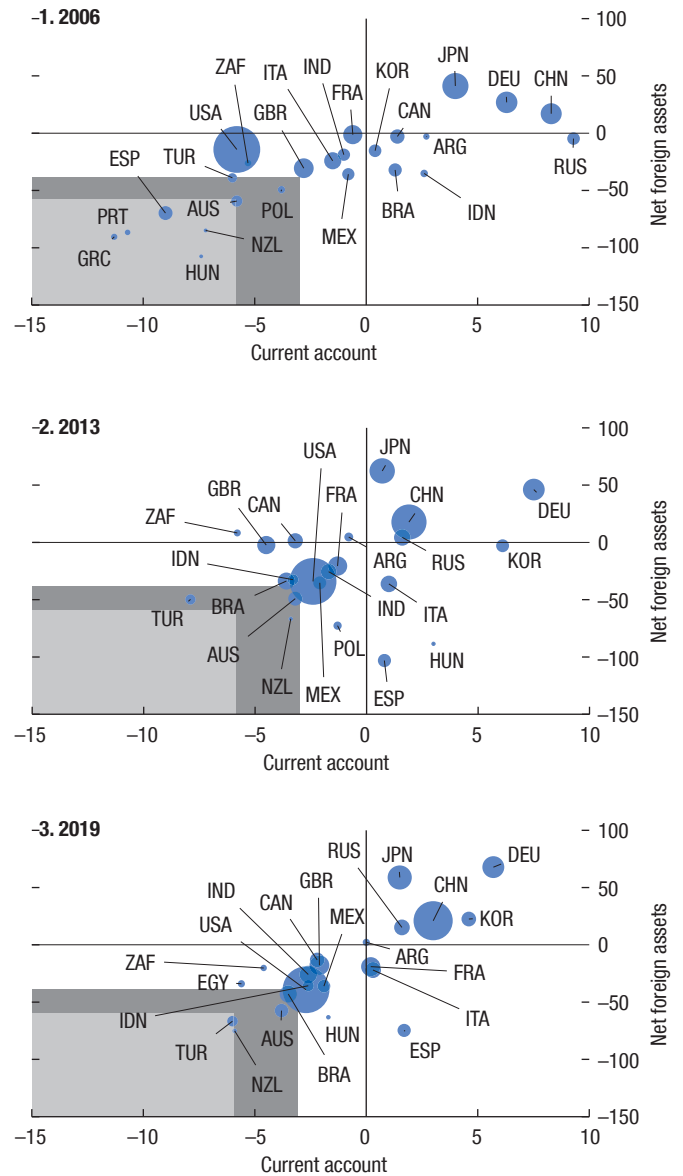 1. 2006
100
JPN
ZAF
IND
KOR
ITA
DEU
CHN
FRA
50
USA
GBR
CAN
0
TUR
ARG
RUS
ESP
–50
AUS
POL
BRA
IDN
PRT
MEX
NZL
–100
GRC
HUN
–150
–15
–10
–5
0
5
10
Current account
Net foreign assets
2. 2013
100
USA
JPN
GBR
CAN
FRA
CHN
50
ZAF
DEU
0
IDN
ARG
RUS
KOR
BRA
IND
ITA
–50
TUR
AUS
POL
HUN
NZL
MEX
ESP
–100
–150
–15
–10
–5
0
5
10
Current account
Net foreign assets
3. 2019
100
RUS
JPN
DEU
IND
GBR
CAN
MEX
CHN
50
USA
KOR
0
ZAF
ARG
EGY
FRA
IDN
ITA
–50
TUR
AUS
HUN
ESP
NZL
BRA
–100
–150
–15
–10
–5
0
5
10
Current account
Net foreign assets